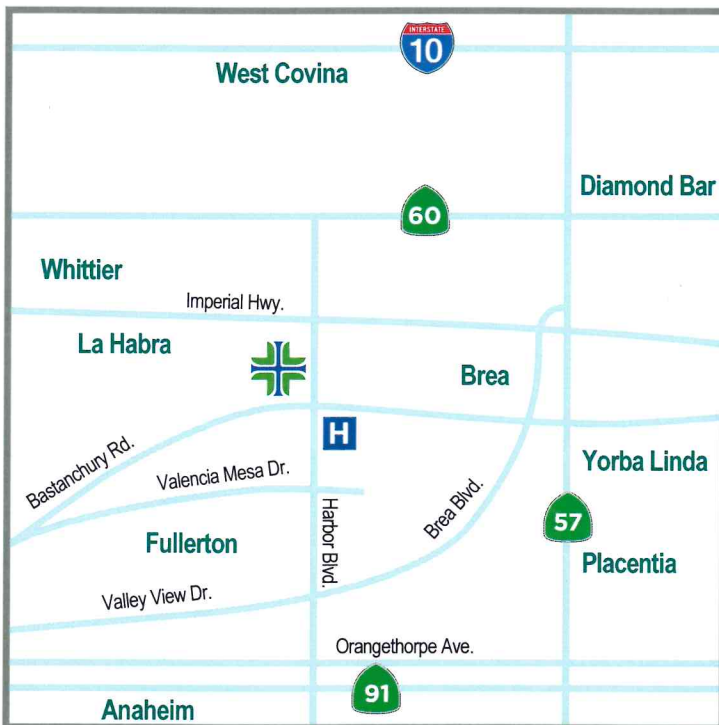 INTERSTATE
10
West Covina
Diamond Bar
60
Whittier
Imperial Hwy.
La Habra
Brea
H
Bastanchury Rd.
Yorba Linda
Valencia Mesa Dr.
Brea Blvd.
Harbor Blvd.
57
Fullerton
Placentia
Valley View Dr.
Orangethorpe Ave.
91
Anaheim